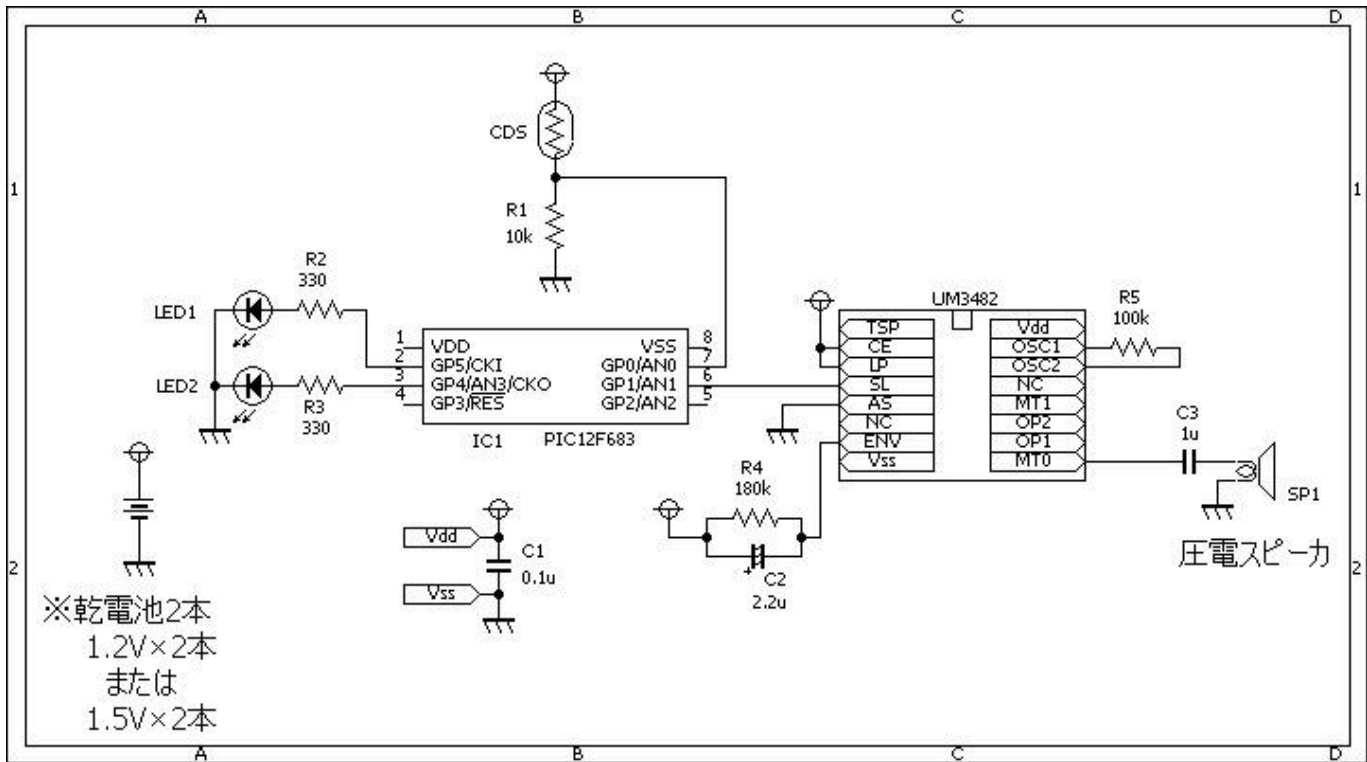 A B C D
CDS
1 1
R1
10k
R2
330
LED1
UM3482
R5
100k
1 VDD VSS 8
2 GP5/CKI GP0/AN0 7
3 GP4/AN3/CKO GP1/AN1 6
4 GP3/RES GP2/AN2 5
TSP Vdd
CE OSC1
LP OSC2
SL NC
AS MT1
NC OP2
ENV OP1
Vss MT0
LED2
R3
330
IC1 PIC12F683
C3
1u
R4
180k
SP1
Vdd
C1
0.1u
Vss
+
C2
2.2u
圧電スピーカ
2 2
※乾電池2本
1.2V×2本
または
1.5V×2本
A B C D